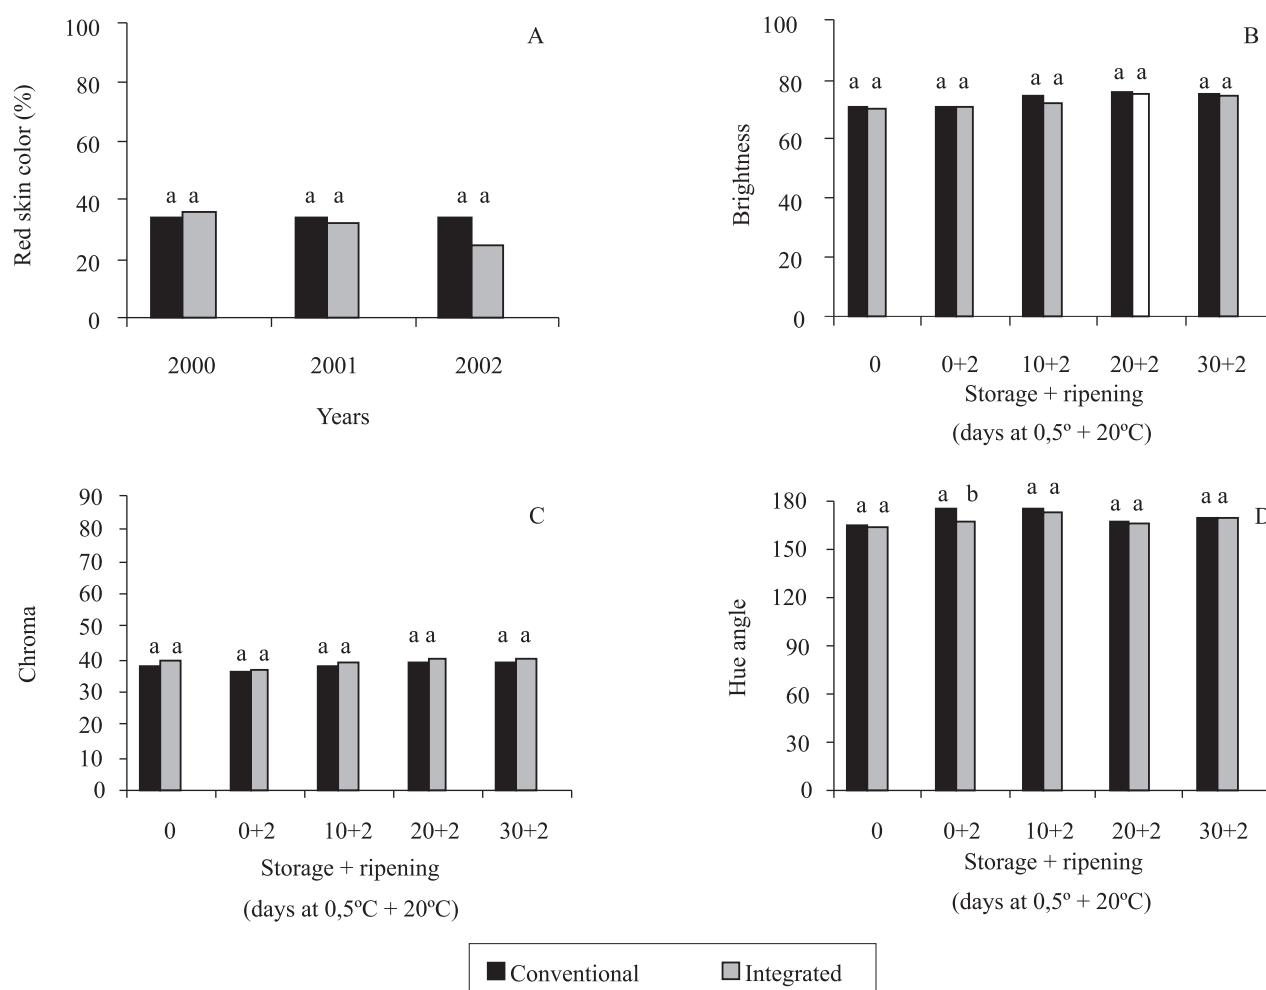 A
Red skin color (%)
100
80
60
40
20
0
a a
a a
a a
2000 2001 2002
Years
B
Brightness
100
80
60
40
20
0
a a
a a
a a
a a
a a
0 0+2 10+2 20+2 30+2
Storage + ripening
(days at 0,5º + 20ºC)
C
Chroma
90
80
70
60
50
40
30
20
10
0
a a
a a
a a
a a
a a
0 0+2 10+2 20+2 30+2
Storage + ripening
(days at 0,5ºC + 20ºC)
D
Hue angle
180
150
120
90
60
30
0
a a
a b
a a
a a
a a
0 0+2 10+2 20+2 30+2
Storage + ripening
(days at 0,5º + 20ºC)
Conventional Integrated